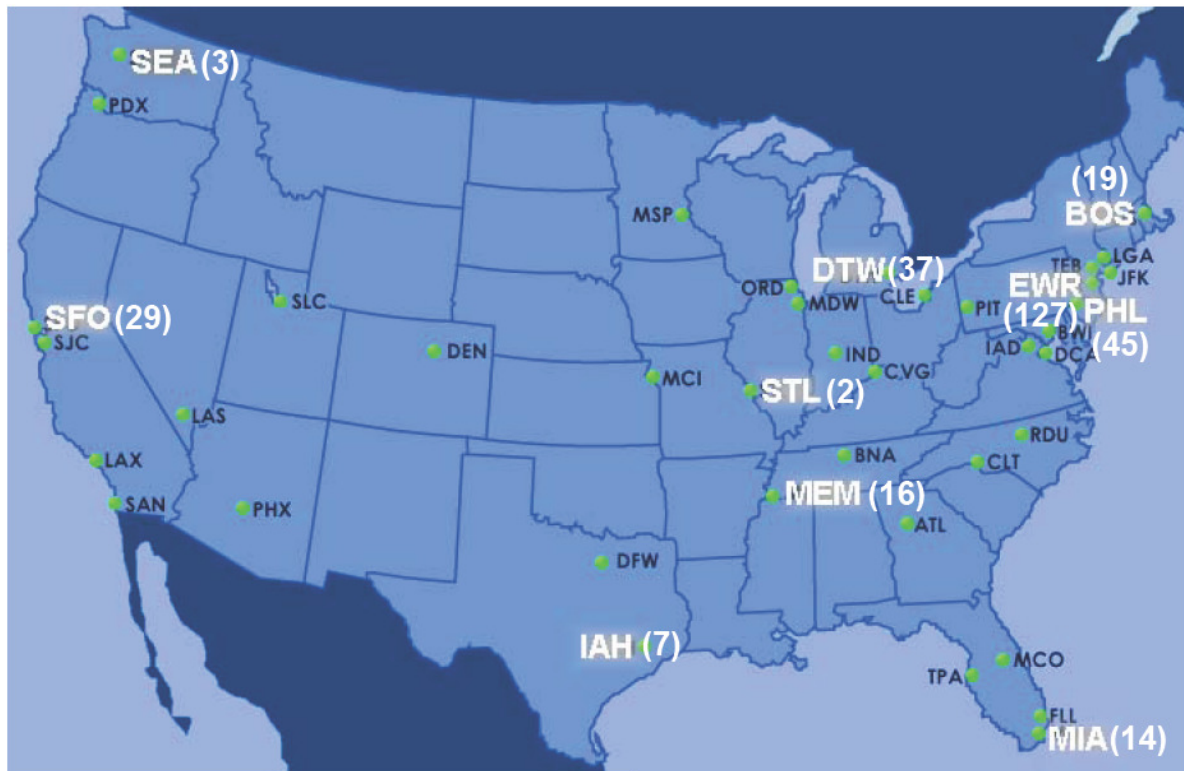 SEA (3)
PDX
(19)
BOS
MSP
LGA
TEB
JFK
DTW (37)
EWR
ORD
CLE
MDW
SLC
PIT
PHL
(127)
SFO (29)
BWI
SJC
IAD
(45)
DCA
DEN
IND
CVG
MCI
STL (2)
LAS
RDU
BNA
LAX
CLT
MEM (16)
SAN
PHX
ATL
DFW
IAH (7)
MCO
TPA
FLL
MIA (14)